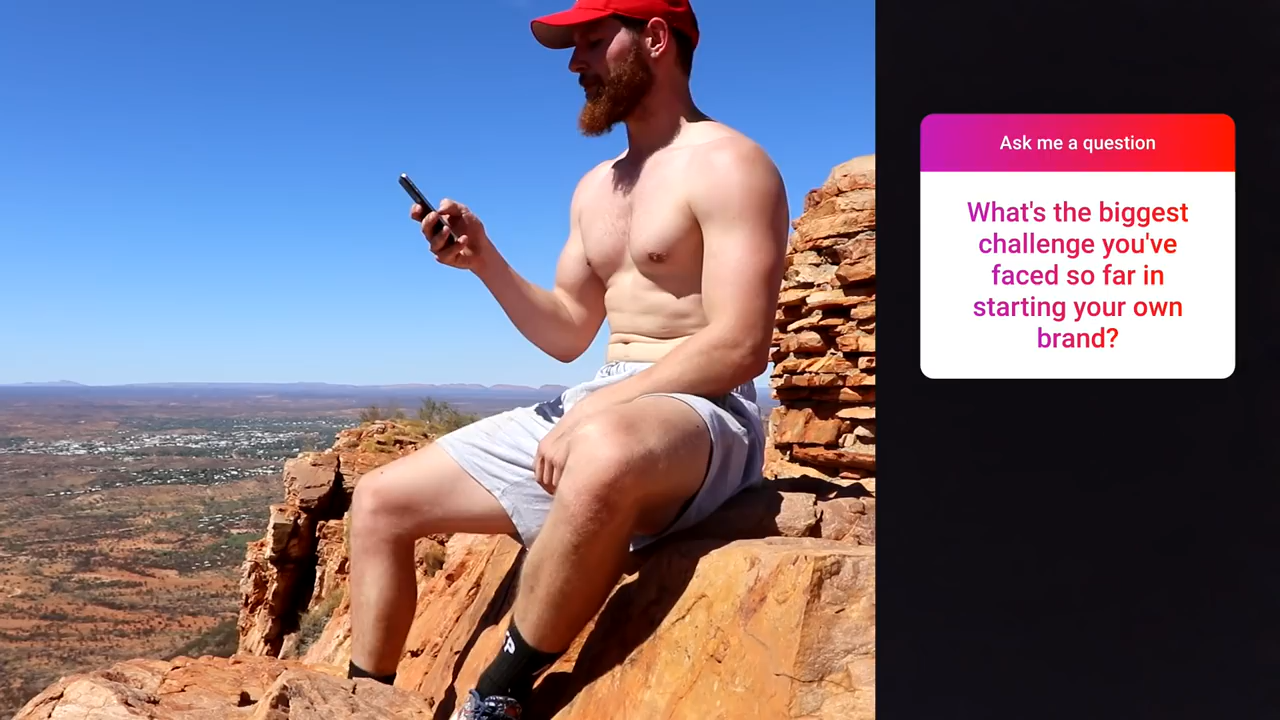 Ask me a question
What's the biggest
challenge you've
faced so far in
starting your own
brand?